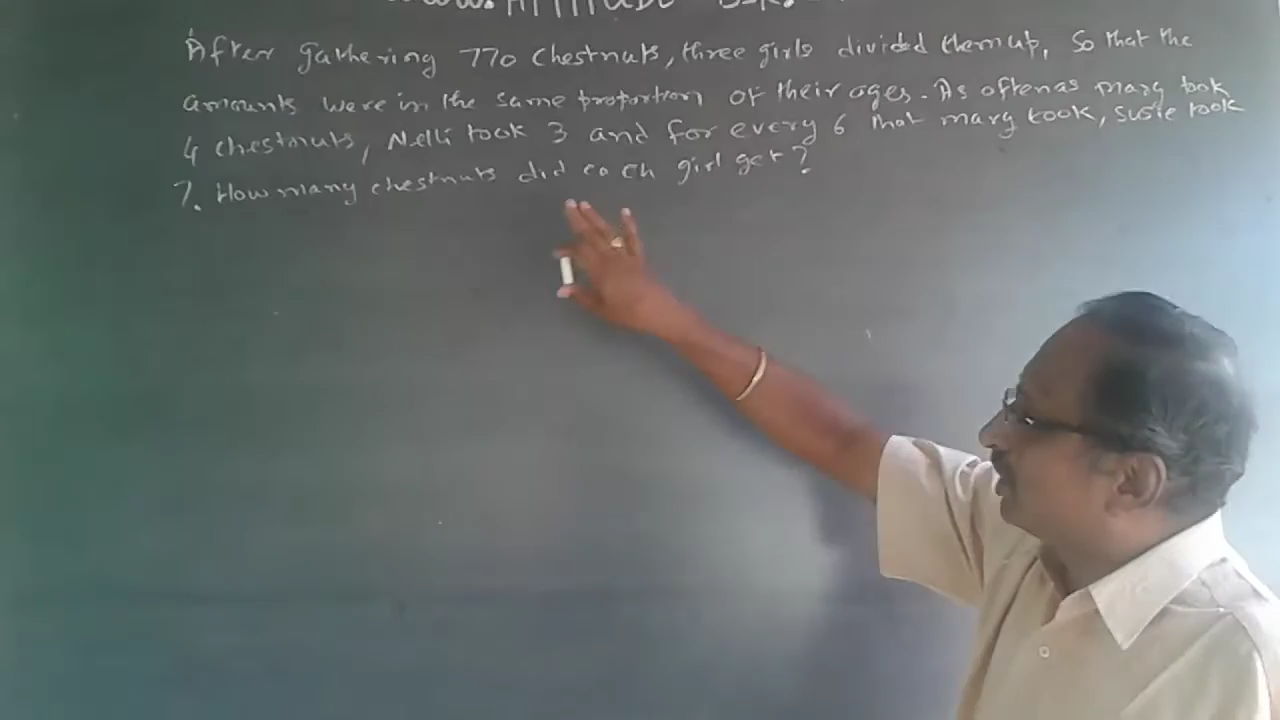 After gathering 770 chestnuts, three girls divided them up, so that the
amounts were in the same proportion of their ages. As often as mary took
4 chestnuts, Nelli took 3 and for every 6 that mary took, susie took
7. How many chestnuts did each girl get?